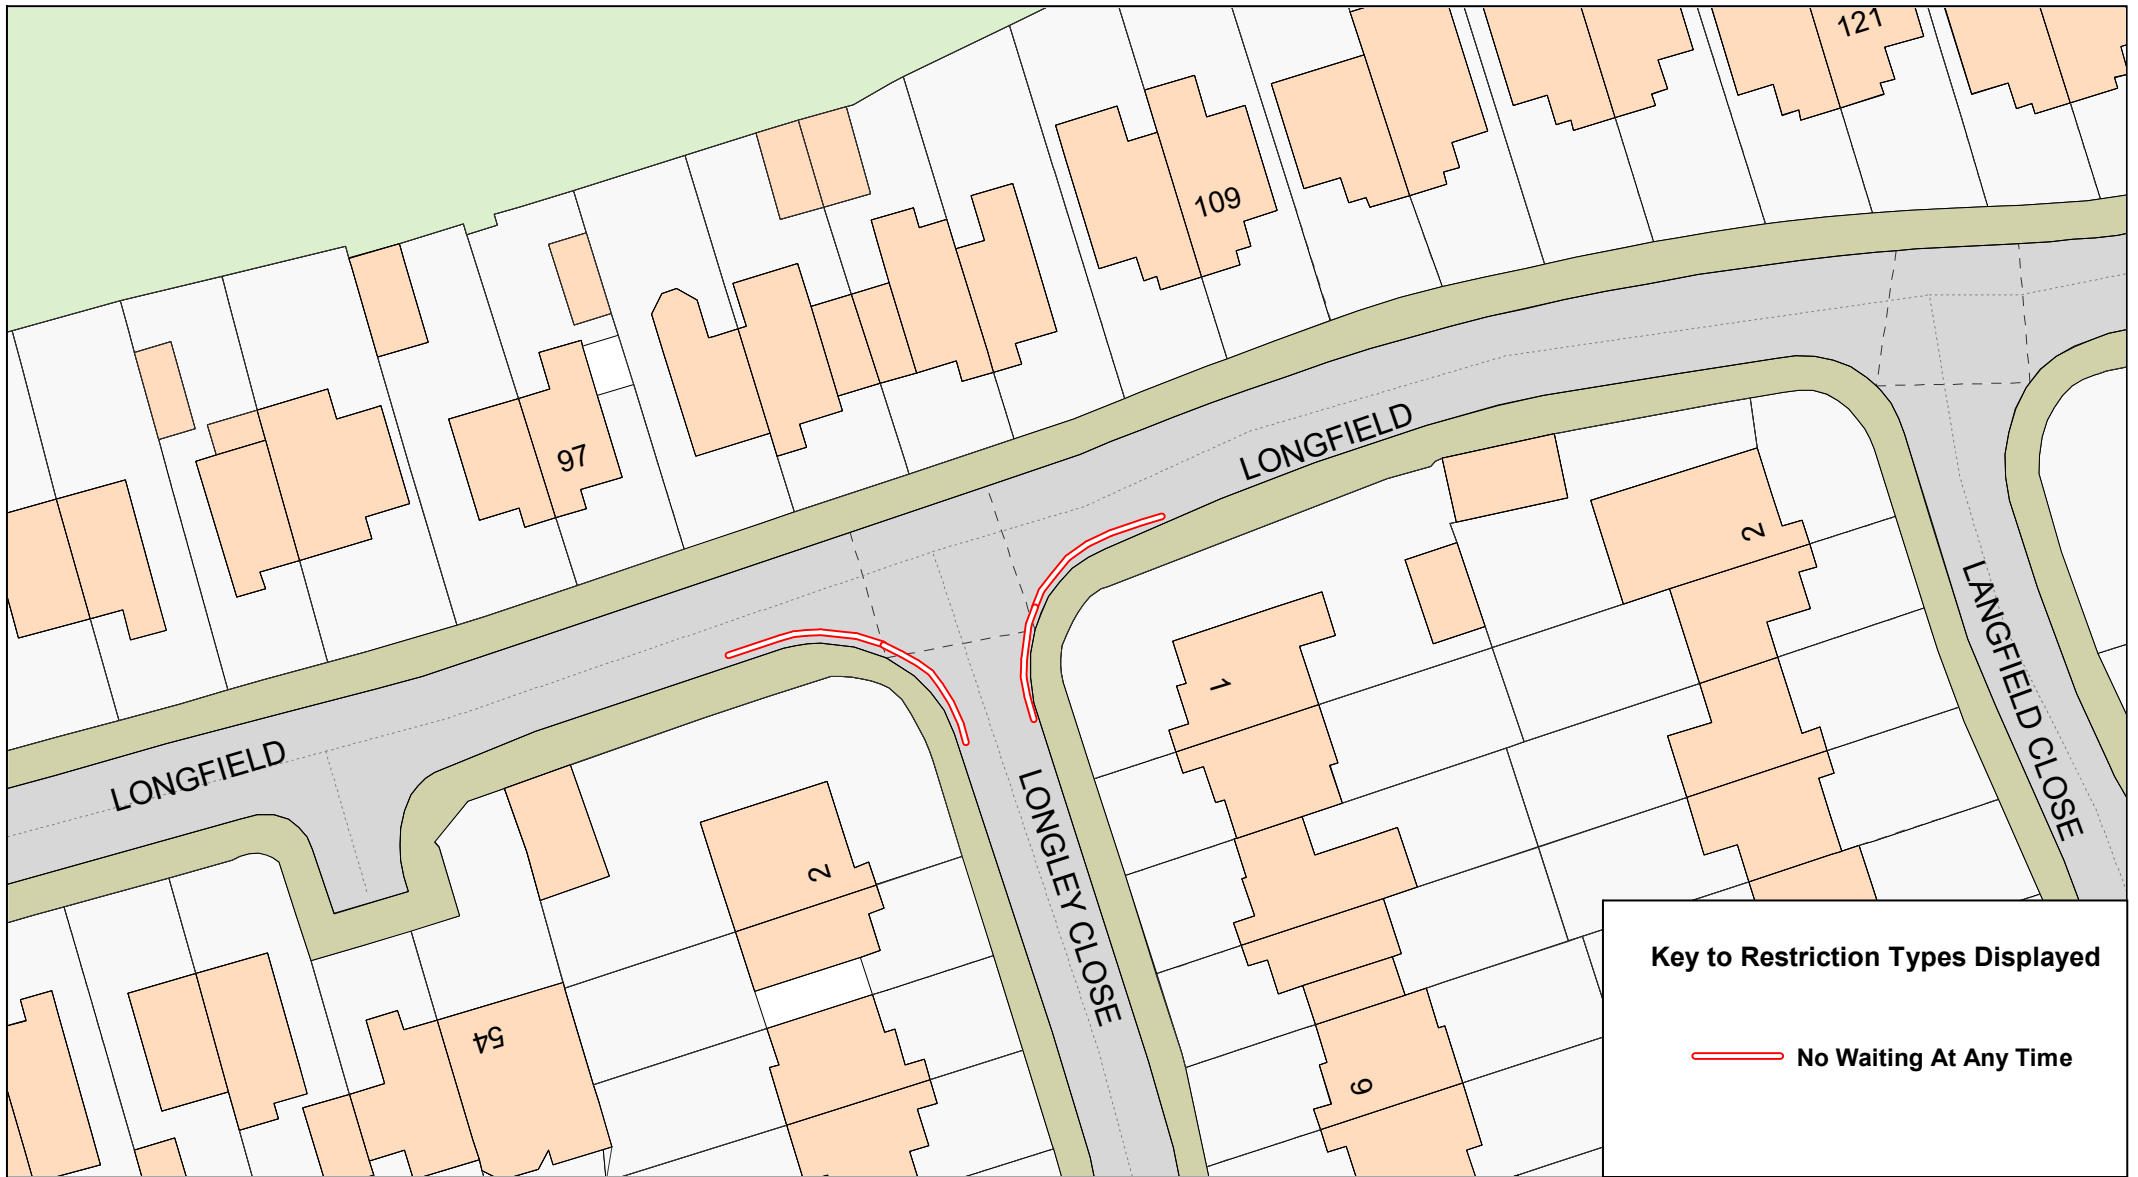 121
109
97
LONGFIELD
2
LANGFIELD CLOSE
1
LONGFIELD
LONGLEY CLOSE
2
54
9
Key to Restriction Types Displayed
No Waiting At Any Time